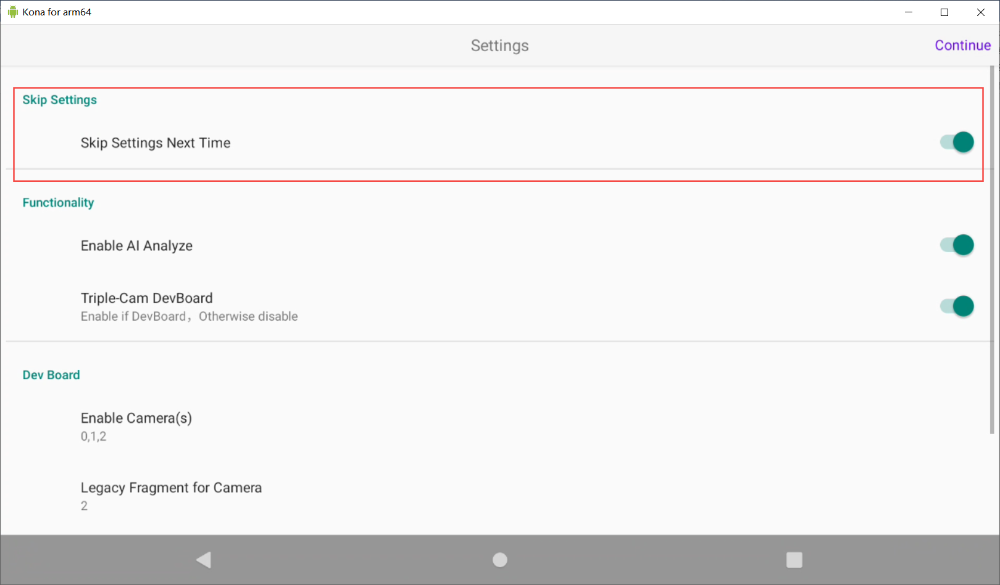 Kona for arm64
Settings
Continue
Skip Settings
Skip Settings Next Time
Functionality
Enable AI Analyze
Triple-Cam DevBoard
Enable if DevBoard，Otherwise disable
Dev Board
Enable Camera(s)
0,1,2
Legacy Fragment for Camera
2